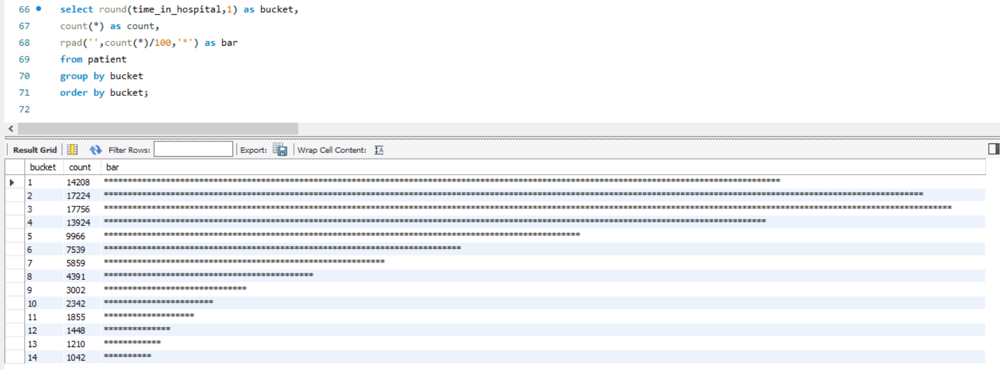 66 select round(time_in_hospital,1) as bucket,
67 count(*) as count,
68 rpad('',count(*)/100,'*') as bar
69 from patient
70 group by bucket
71 order by bucket;
72
Result Grid Filter Rows: Export: Wrap Cell Content: IA
bucket count bar
1 14208 **********************************************************************************************************************************************
2 17224 ****************************************************************************************************************************************************************************
3 17756 **********************************************************************************************************************************************************************************
4 13924 *******************************************************************************************************************************************
5 9966 ****************************************************************************************************
6 7539 ***************************************************************************
7 5859 ***********************************************************
8 4391 ********************************************
9 3002 ******************************
10 2342 ***********************
11 1855 *******************
12 1448 **************
13 1210 ************
14 1042 **********